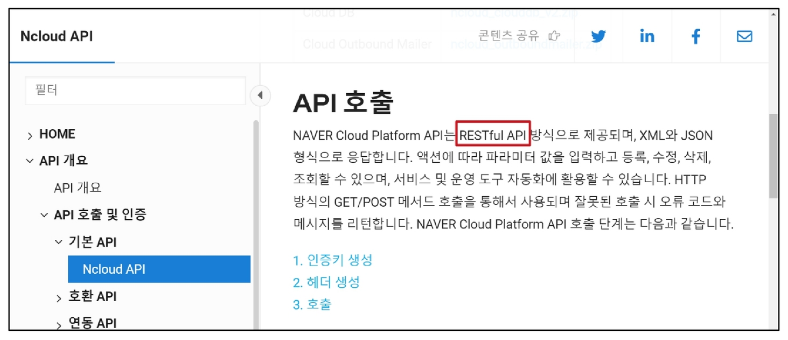 Cloud DB
Ncloud API
Cloud Outbound Mailer
콘텐츠 공유
필터
HOME
API 개요
API 개요
API 호출 및 인증
기본 API
Ncloud API
호환 API
연동 API
API 호출
NAVER Cloud Platform API는 RESTful API 방식으로 제공되며, XML와 JSON
형식으로 응답합니다. 액션에 따라 파라미터 값을 입력하고 등록, 수정, 삭제,
조회할 수 있으며, 서비스 및 운영 도구 자동화에 활용할 수 있습니다. HTTP
방식의 GET/POST 메서드 호출을 통해서 사용되며 잘못된 호출 시 오류 코드와
메시지를 리턴합니다. NAVER Cloud Platform API 호출 단계는 다음과 같습니다.
1. 인증키 생성
2. 헤더 생성
3. 호출